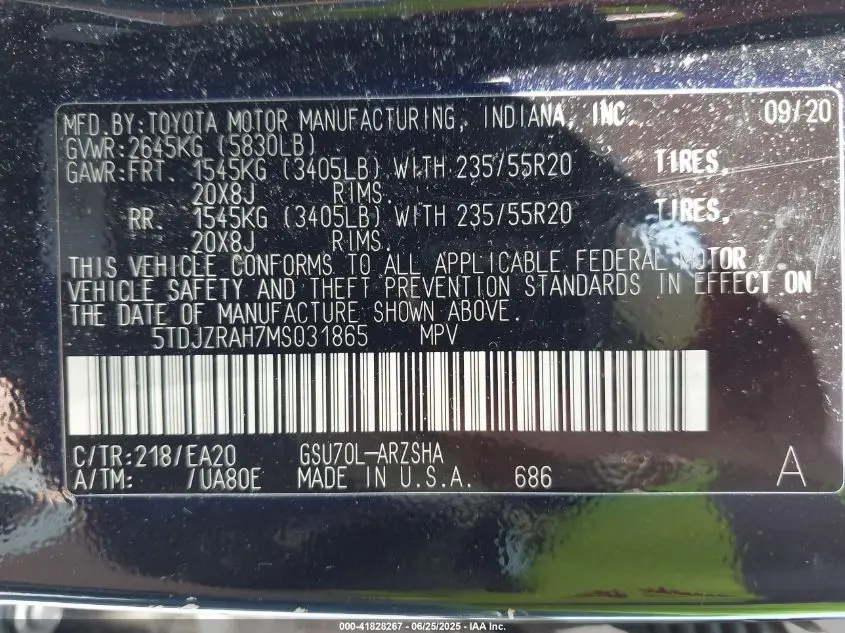 MFD.BY:TOYOTA MOTOR MANUFACTURING, INDIANA, INC. 09/20
GVWR:2645KG (5830LB)
GAWR:FRT. 1545KG (3405LB) WITH 235/55R20 TIRES,
20X8J RIMS.
RR. 1545KG (3405LB) WITH 235/55R20 TIRES,
20X8J RIMS.
THIS VEHICLE CONFORMS TO ALL APPLICABLE FEDERAL MOTOR
VEHICLE SAFETY AND THEFT PREVENTION STANDARDS IN EFFECT ON
THE DATE OF MANUFACTURE SHOWN ABOVE.
5TDJZRAH7MS031865 MPV
C/TR:218/EA20 GSU70L-ARZSHA
A/TM: /UA80E MADE IN U.S.A. 686 A
000-41828267 - 06/25/2025 - IAA Inc.